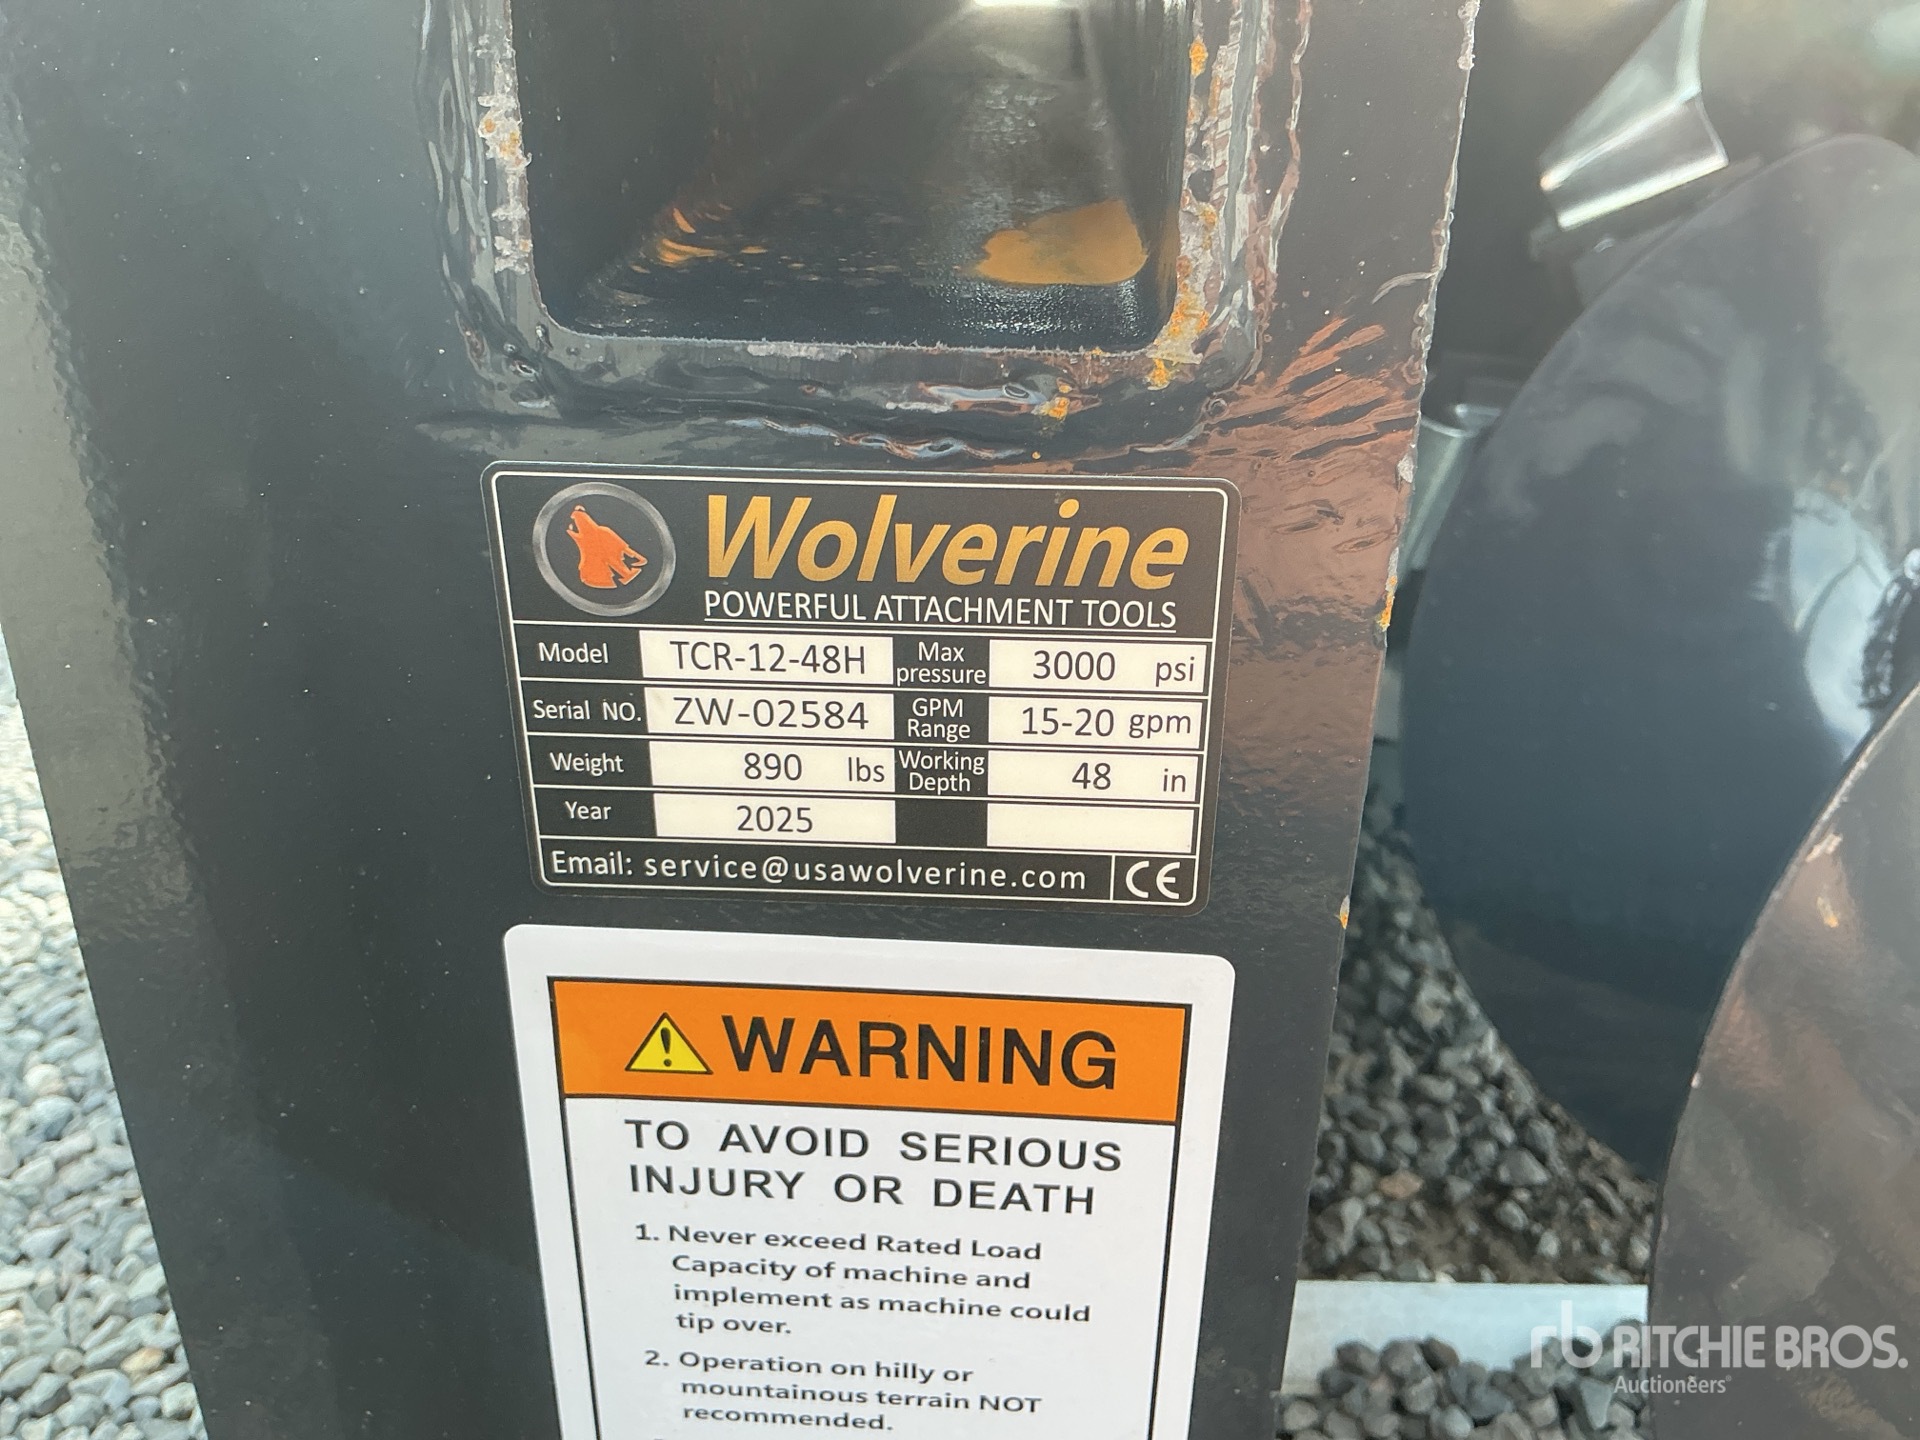 Wolverine
POWERFUL ATTACHMENT TOOLS
Model TCR-12-48H Max pressure 3000 psi
Serial NO. ZW-02584 GPM Range 15-20 gpm
Weight 890 lbs Working Depth 48 in
Year 2025
Email: service@usawolverine.com CE
WARNING
TO AVOID SERIOUS
INJURY OR DEATH
1. Never exceed Rated Load
Capacity of machine and
implement as machine could
tip over.
2. Operation on hilly or
mountainous terrain NOT
recommended.
rb RITCHIE BROS.
Auctioneers